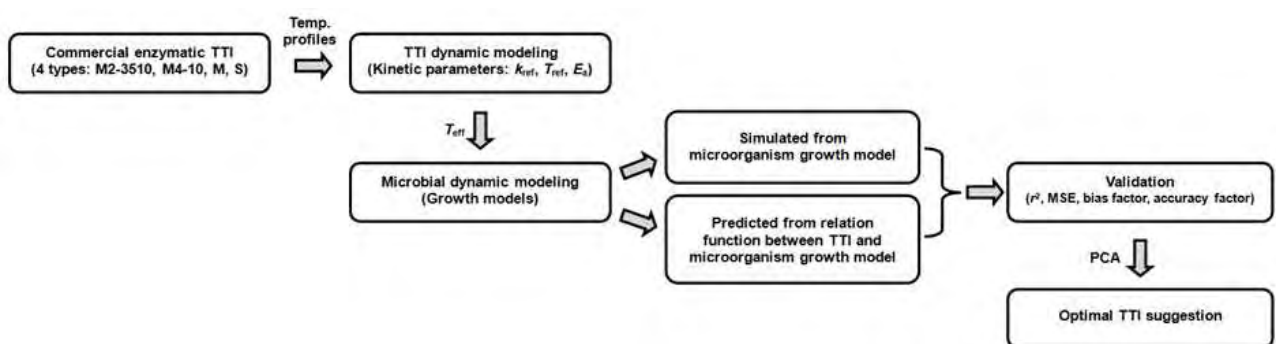 Temp.
profiles
Commercial enzymatic TTI
(4 types: M2-3510, M4-10, M, S)
TTI dynamic modeling
(Kinetic parameters: kref, Tref, Ea)
Teff
Microbial dynamic modeling
(Growth models)
Simulated from
microorganism growth model
Predicted from relation
function between TTI and
microorganism growth model
Validation
(r², MSE, bias factor, accuracy factor)
PCA
Optimal TTI suggestion